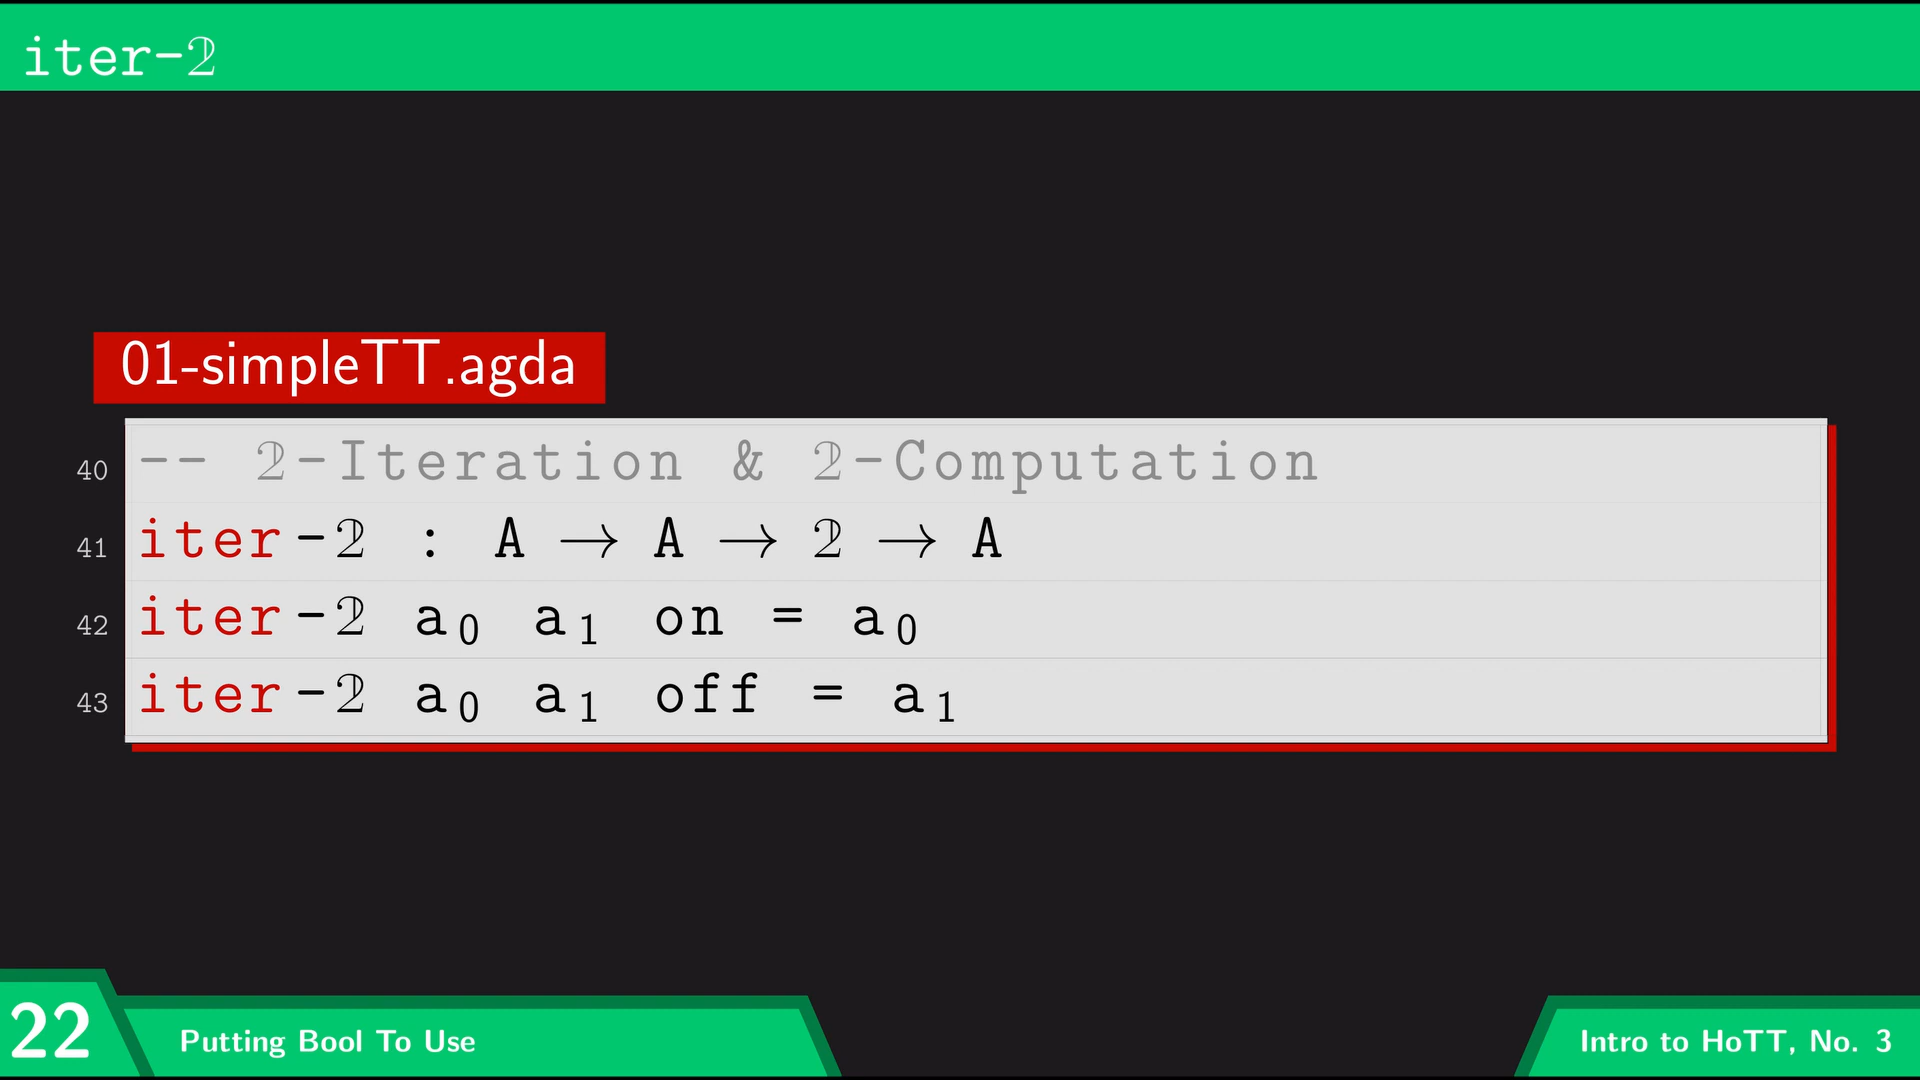 iter-𝟚
01-simpleTT.agda
40 -- 𝟚-Iteration & 𝟚-Computation
41 iter-𝟚 : A → A → 𝟚 → A
42 iter-𝟚 a₀ a₁ on = a₀
43 iter-𝟚 a₀ a₁ off = a₁
22 Putting Bool To Use
Intro to HoTT, No. 3